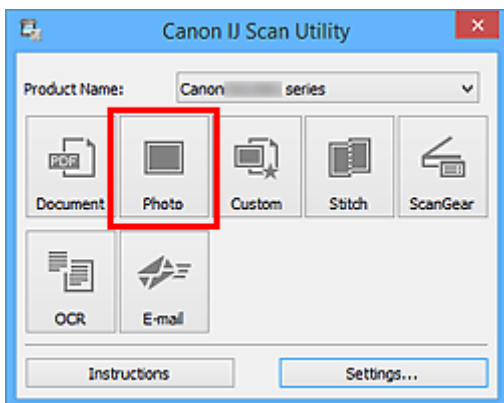 Canon IJ Scan Utility
Product Name: Canon series
PDF
Document Photo Custom Stitch ScanGear
OCR E-mail
Instructions Settings...